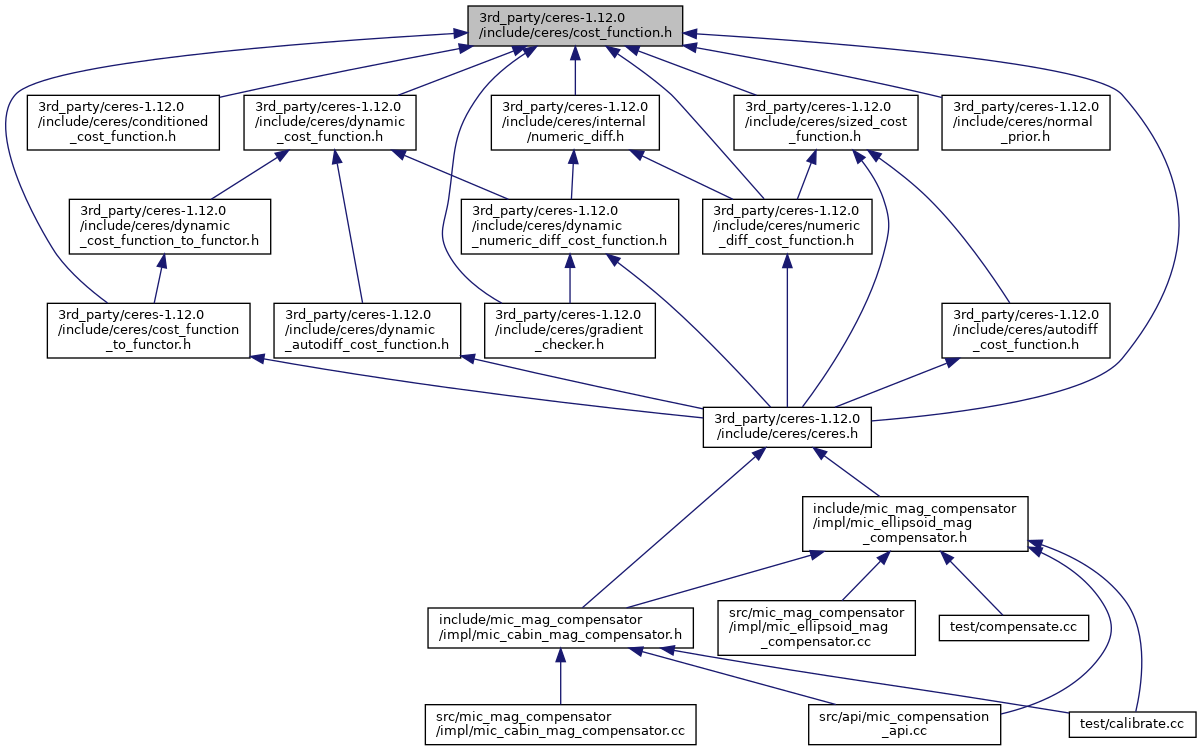 3rd_party/ceres-1.12.0
/include/ceres/cost_function.h
3rd_party/ceres-1.12.0
/include/ceres/conditioned
_cost_function.h
3rd_party/ceres-1.12.0
/include/ceres/dynamic
_cost_function.h
3rd_party/ceres-1.12.0
/include/ceres/internal
/numeric_diff.h
3rd_party/ceres-1.12.0
/include/ceres/sized_cost
_function.h
3rd_party/ceres-1.12.0
/include/ceres/normal
_prior.h
3rd_party/ceres-1.12.0
/include/ceres/dynamic
_cost_function_to_functor.h
3rd_party/ceres-1.12.0
/include/ceres/dynamic
_numeric_diff_cost_function.h
3rd_party/ceres-1.12.0
/include/ceres/numeric
_diff_cost_function.h
3rd_party/ceres-1.12.0
/include/ceres/cost_function
_to_functor.h
3rd_party/ceres-1.12.0
/include/ceres/dynamic
_autodiff_cost_function.h
3rd_party/ceres-1.12.0
/include/ceres/gradient
_checker.h
3rd_party/ceres-1.12.0
/include/ceres/autodiff
_cost_function.h
3rd_party/ceres-1.12.0
/include/ceres/ceres.h
include/mic_mag_compensator
/impl/mic_ellipsoid_mag
_compensator.h
include/mic_mag_compensator
/impl/mic_cabin_mag_compensator.h
src/mic_mag_compensator
/impl/mic_ellipsoid_mag
_compensator.cc
test/compensate.cc
src/mic_mag_compensator
/impl/mic_cabin_mag_compensator.cc
src/api/mic_compensation
_api.cc
test/calibrate.cc